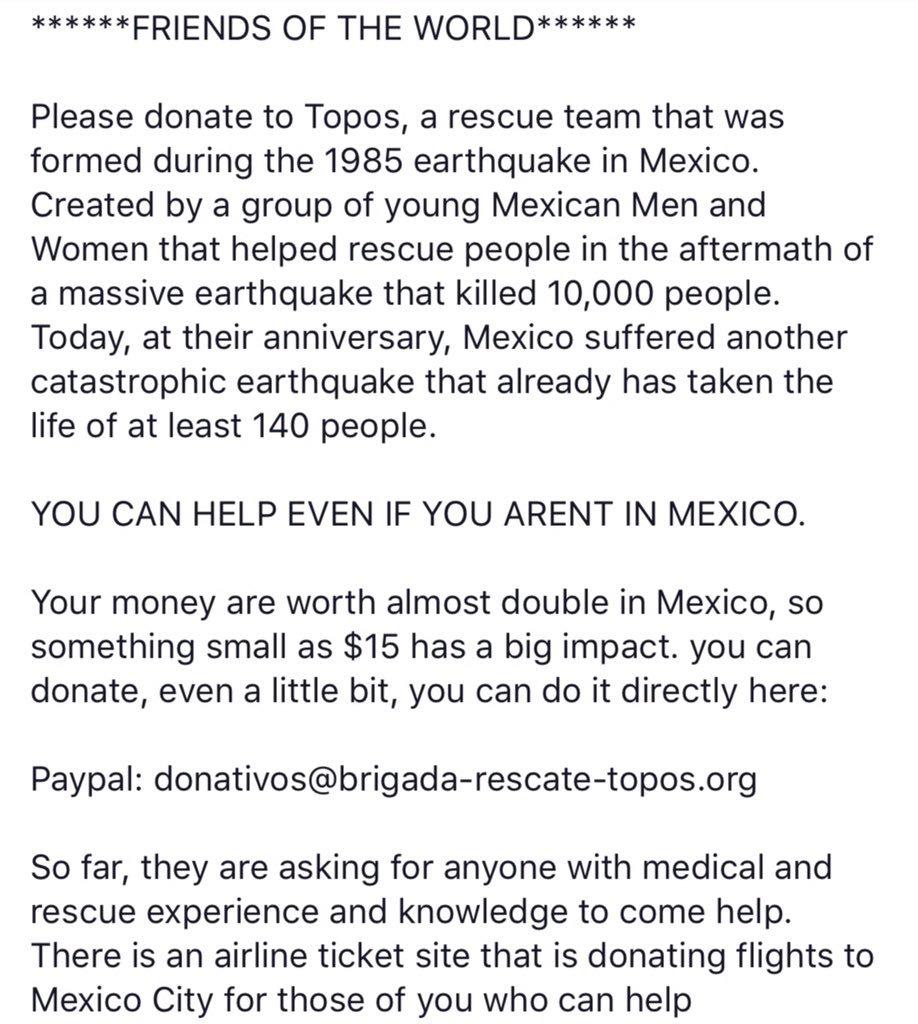 ******FRIENDS OF THE WORLD******
Please donate to Topos, a rescue team that was
formed during the 1985 earthquake in Mexico.
Created by a group of young Mexican Men and
Women that helped rescue people in the aftermath of
a massive earthquake that killed 10,000 people.
Today, at their anniversary, Mexico suffered another
catastrophic earthquake that already has taken the
life of at least 140 people.
YOU CAN HELP EVEN IF YOU ARENT IN MEXICO.
Your money are worth almost double in Mexico, so
something small as $15 has a big impact. you can
donate, even a little bit, you can do it directly here:
Paypal: donativos@brigada-rescate-topos.org
So far, they are asking for anyone with medical and
rescue experience and knowledge to come help.
There is an airline ticket site that is donating flights to
Mexico City for those of you who can help